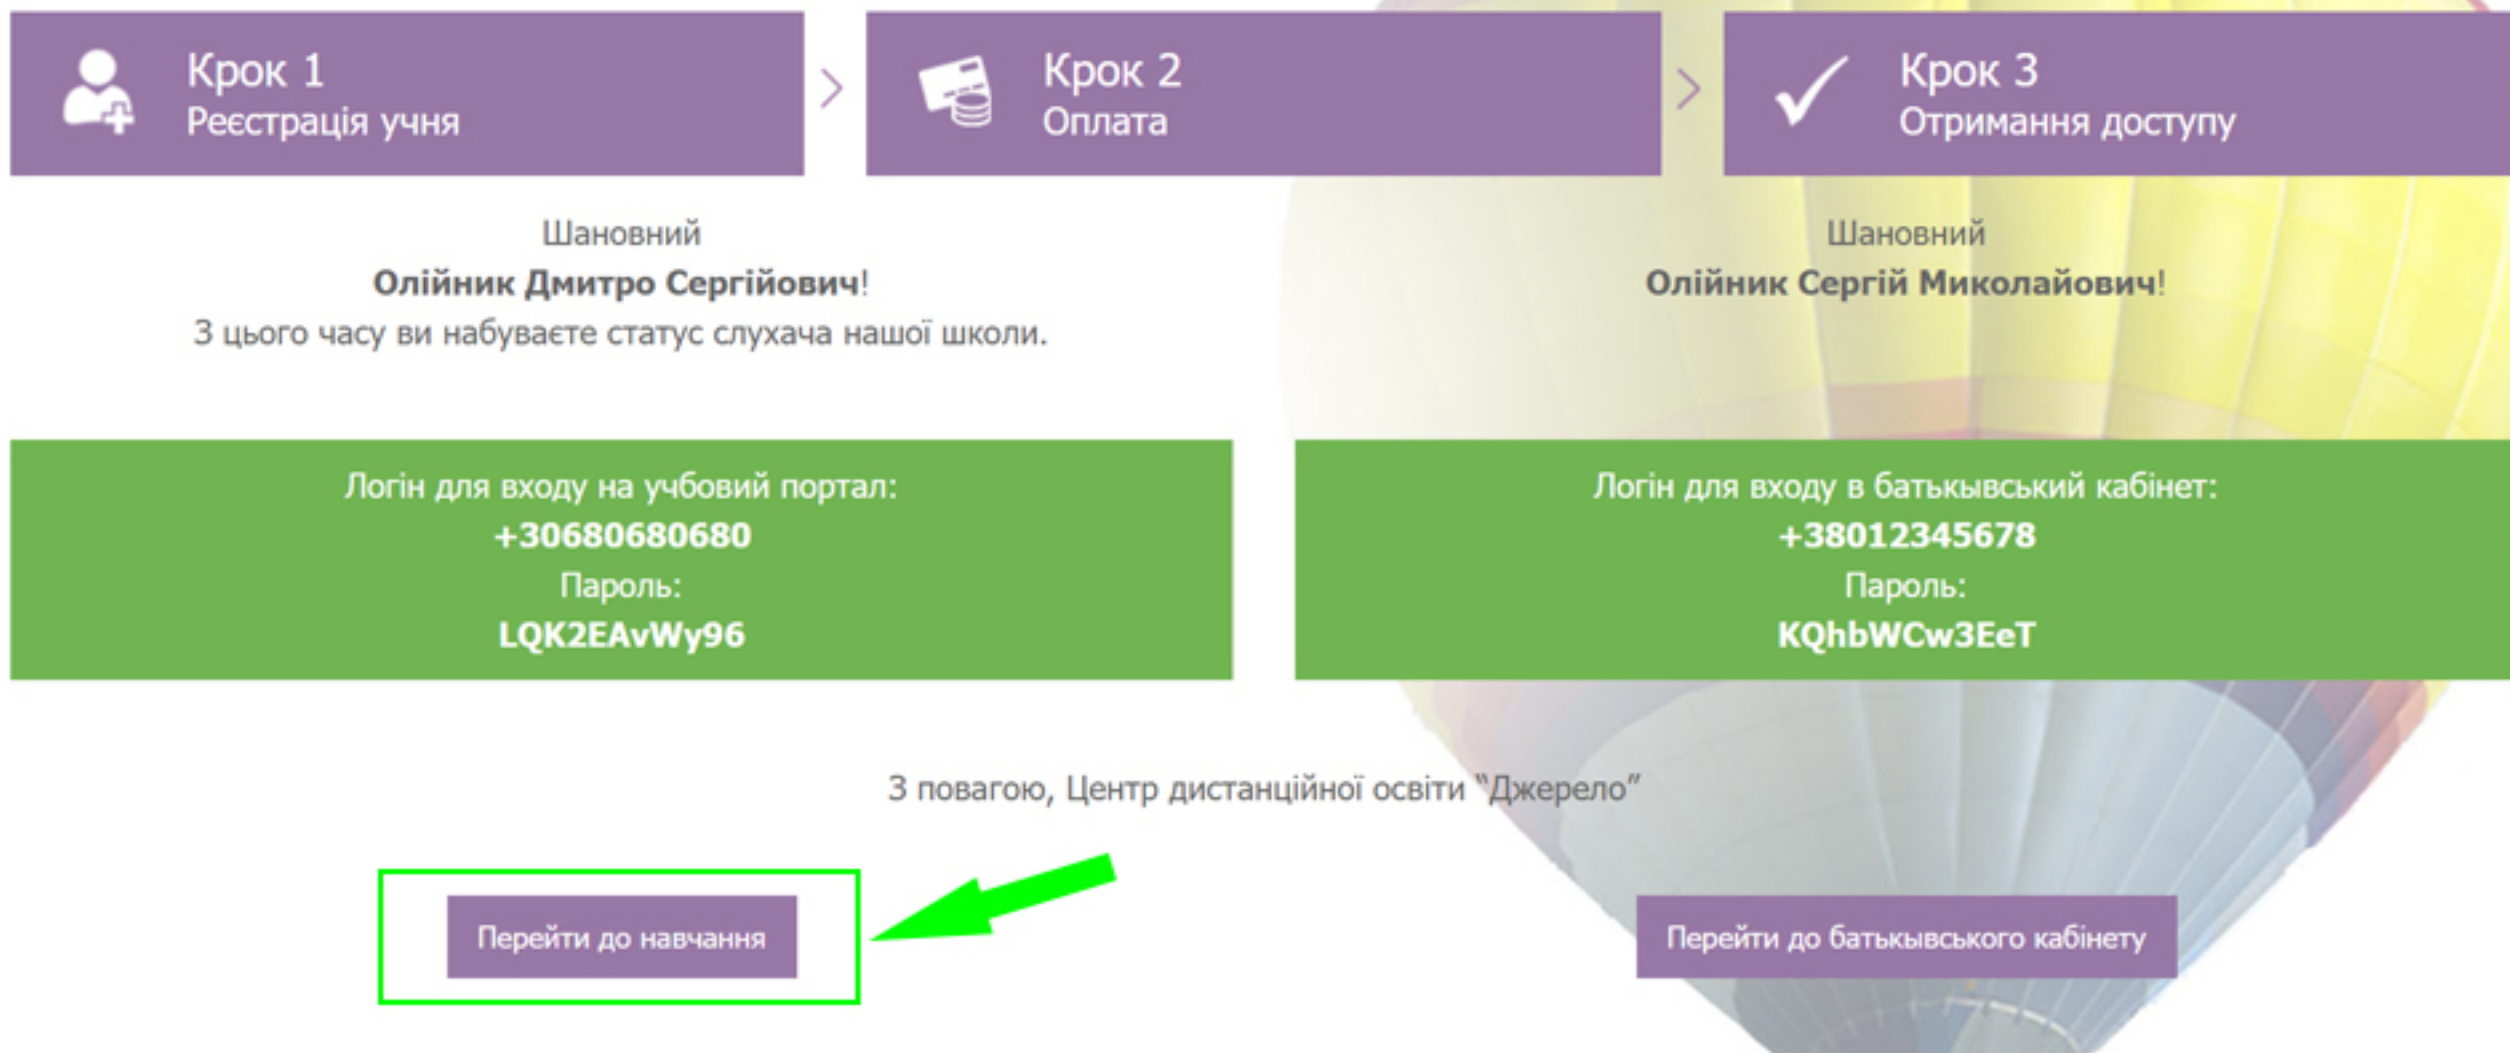 Крок 1
Реєстрація учня
Крок 2
Оплата
Крок 3
Отримання доступу
Шановний
Олійник Дмитро Сергійович!
З цього часу ви набуваєте статус слухача нашої школи.
Шановний
Олійник Сергій Миколайович!
Логін для входу на учбовий портал:
+30680680680
Пароль:
LQK2EAvWy96
Логін для входу в батькывський кабінет:
+38012345678
Пароль:
KQhbWCw3EeT
З повагою, Центр дистанційної освіти “Джерело”
Перейти до навчання
Перейти до батькывського кабінету